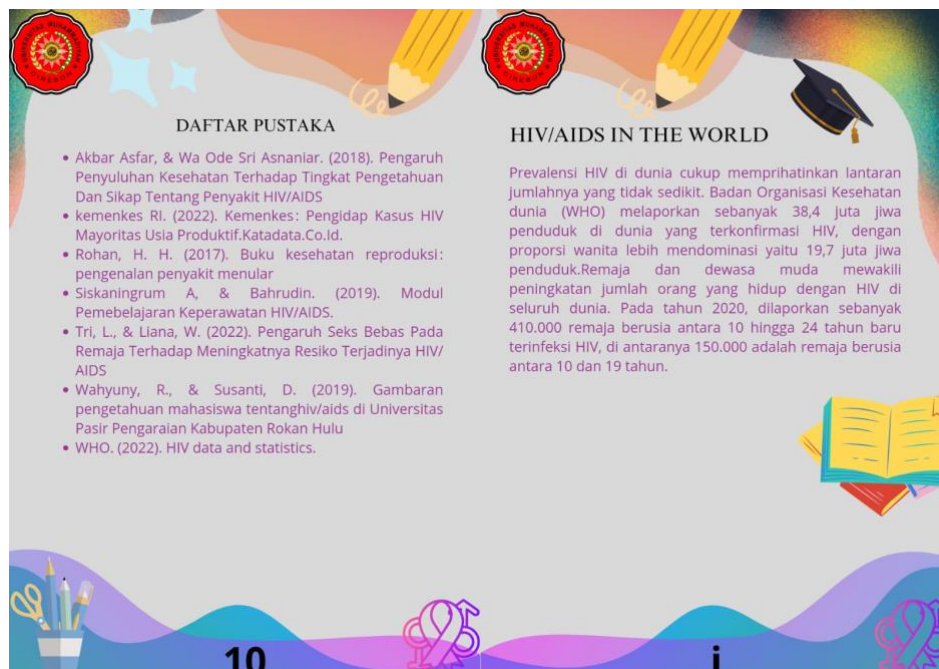 UNIVERSITAS MUHAMMADIYAH
CIREBON
DAFTAR PUSTAKA
• Akbar Asfar, & Wa Ode Sri Asnaniar. (2018). Pengaruh
Penyuluhan Kesehatan Terhadap Tingkat Pengetahuan
Dan Sikap Tentang Penyakit HIV/AIDS
• kemenkes RI. (2022). Kemenkes: Pengidap Kasus HIV
Mayoritas Usia Produktif.Katadata.Co.Id.
• Rohan, H. H. (2017). Buku kesehatan reproduksi:
pengenalan penyakit menular
• Siskaningrum A, & Bahrudin. (2019). Modul
Pemebelajaran Keperawatan HIV/AIDS.
• Tri, L., & Liana, W. (2022). Pengaruh Seks Bebas Pada
Remaja Terhadap Meningkatnya Resiko Terjadinya HIV/
AIDS
• Wahyuny, R., & Susanti, D. (2019). Gambaran
pengetahuan mahasiswa tentanghiv/aids di Universitas
Pasir Pengaraian Kabupaten Rokan Hulu
• WHO. (2022). HIV data and statistics.
10
UNIVERSITAS MUHAMMADIYAH
CIREBON
HIV/AIDS IN THE WORLD
Prevalensi HIV di dunia cukup memprihatinkan lantaran
jumlahnya yang tidak sedikit. Badan Organisasi Kesehatan
dunia (WHO) melaporkan sebanyak 38,4 juta jiwa
penduduk di dunia yang terkonfirmasi HIV, dengan
proporsi wanita lebih mendominasi yaitu 19,7 juta jiwa
penduduk.Remaja dan dewasa muda mewakili
peningkatan jumlah orang yang hidup dengan HIV di
seluruh dunia. Pada tahun 2020, dilaporkan sebanyak
410.000 remaja berusia antara 10 hingga 24 tahun baru
terinfeksi HIV, di antaranya 150.000 adalah remaja berusia
antara 10 dan 19 tahun.
i